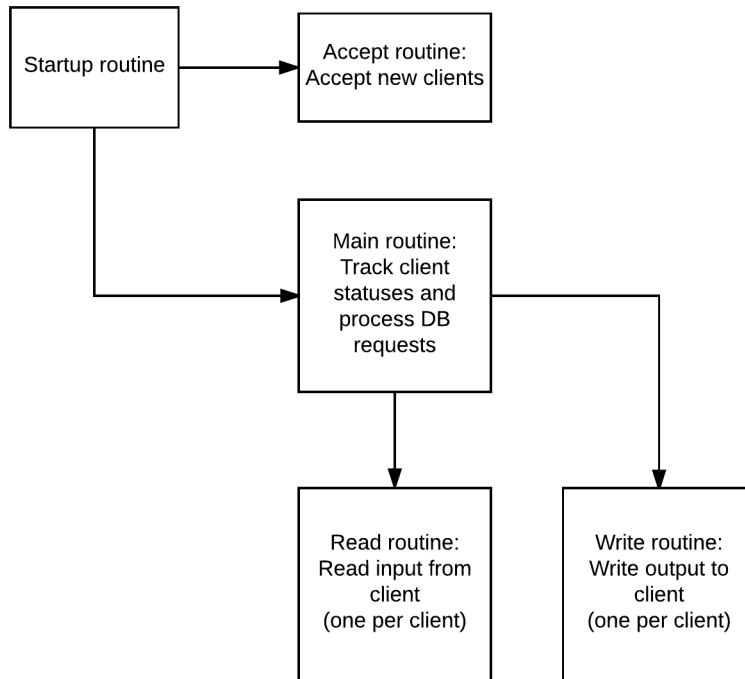 Startup routine
Accept routine:
Accept new clients
Main routine:
Track client
statuses and
process DB
requests
Read routine:
Read input from
client
(one per client)
Write routine:
Write output to
client
(one per client)